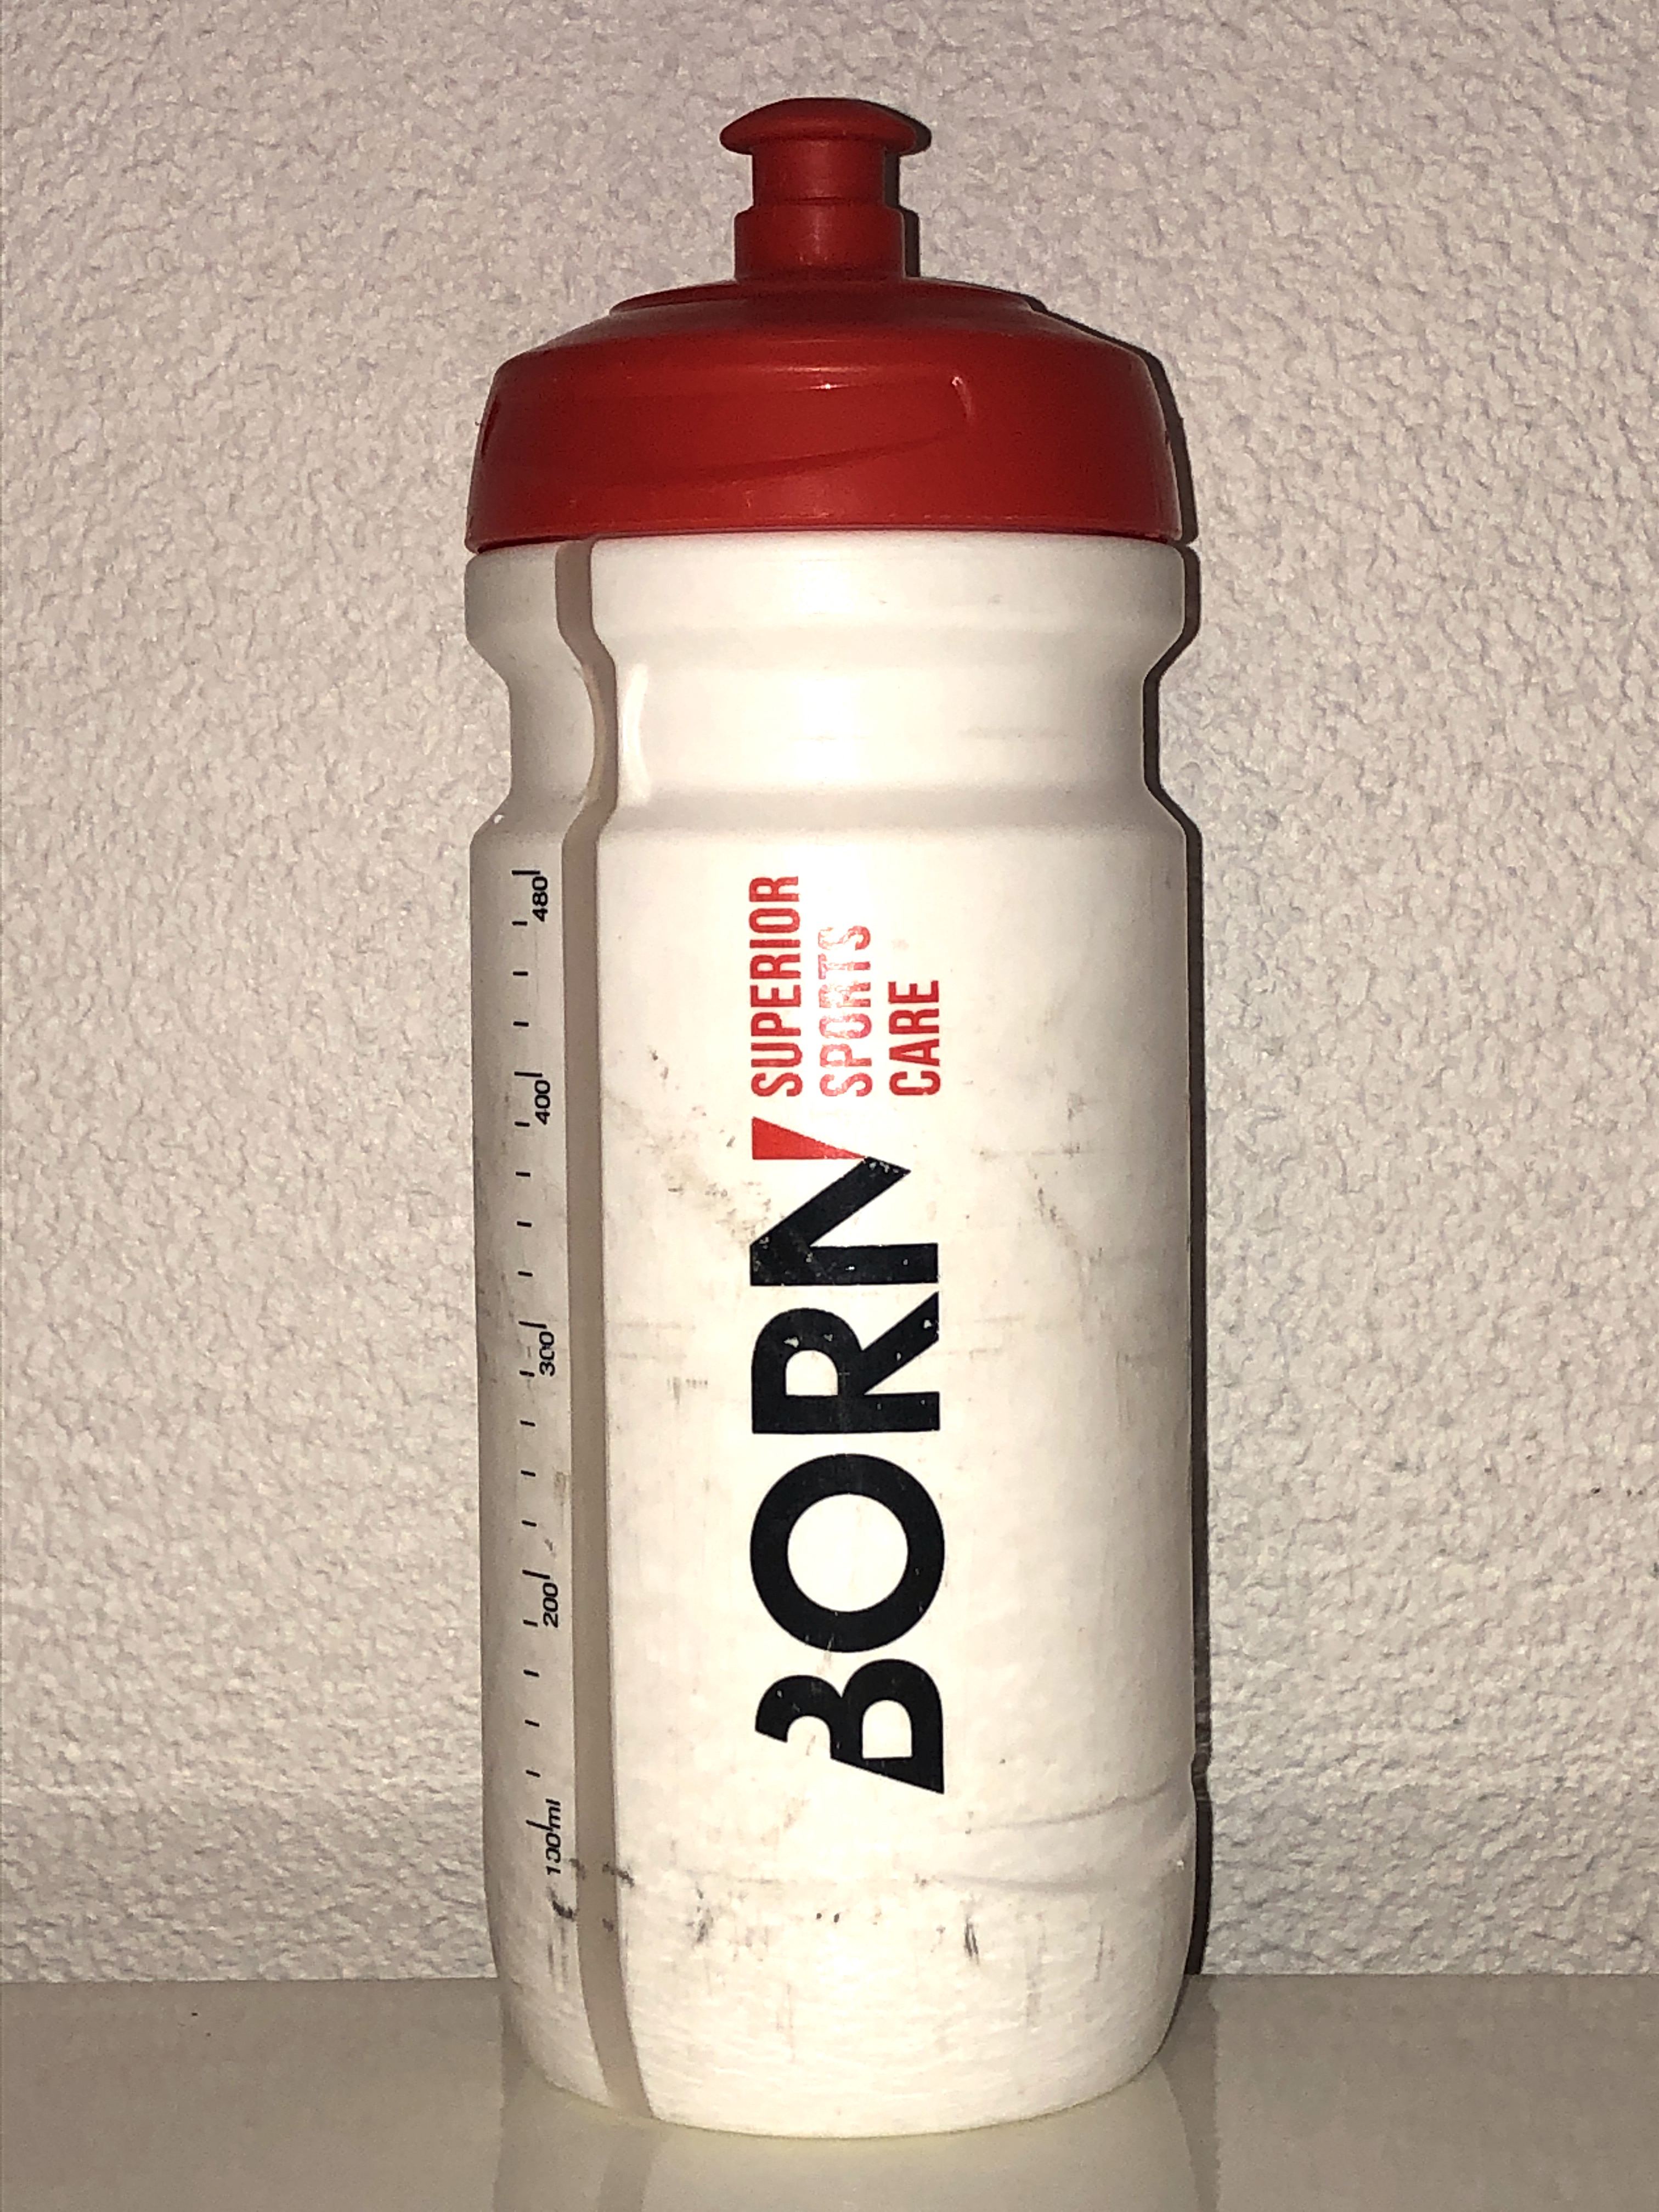 BORN
SUPERIOR
SPORTS
CARE
480
400
300
200
100ml